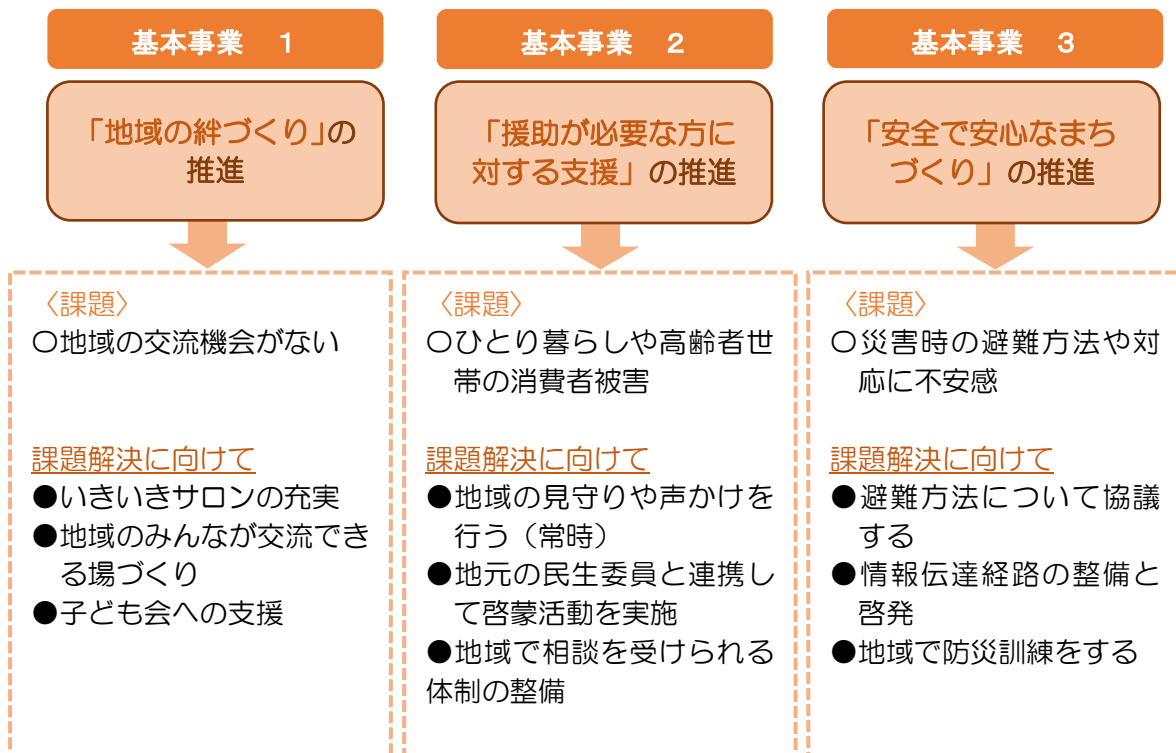 基本事業　1
「地域の絆づくり」の
推進
〈課題〉
〇地域の交流機会がない
課題解決に向けて
●いきいきサロンの充実
●地域のみんなが交流でき
る場づくり
●子ども会への支援
基本事業　2
「援助が必要な方に
対する支援」の推進
〈課題〉
〇ひとり暮らしや高齢者世
帯の消費者被害
課題解決に向けて
●地域の見守りや声かけを
行う（常時）
●地元の民生委員と連携し
て啓蒙活動を実施
●地域で相談を受けられる
体制の整備
基本事業　3
「安全で安心なまち
づくり」の推進
〈課題〉
〇災害時の避難方法や対
応に不安感
課題解決に向けて
●避難方法について協議
する
●情報伝達経路の整備と
啓発
●地域で防災訓練をする